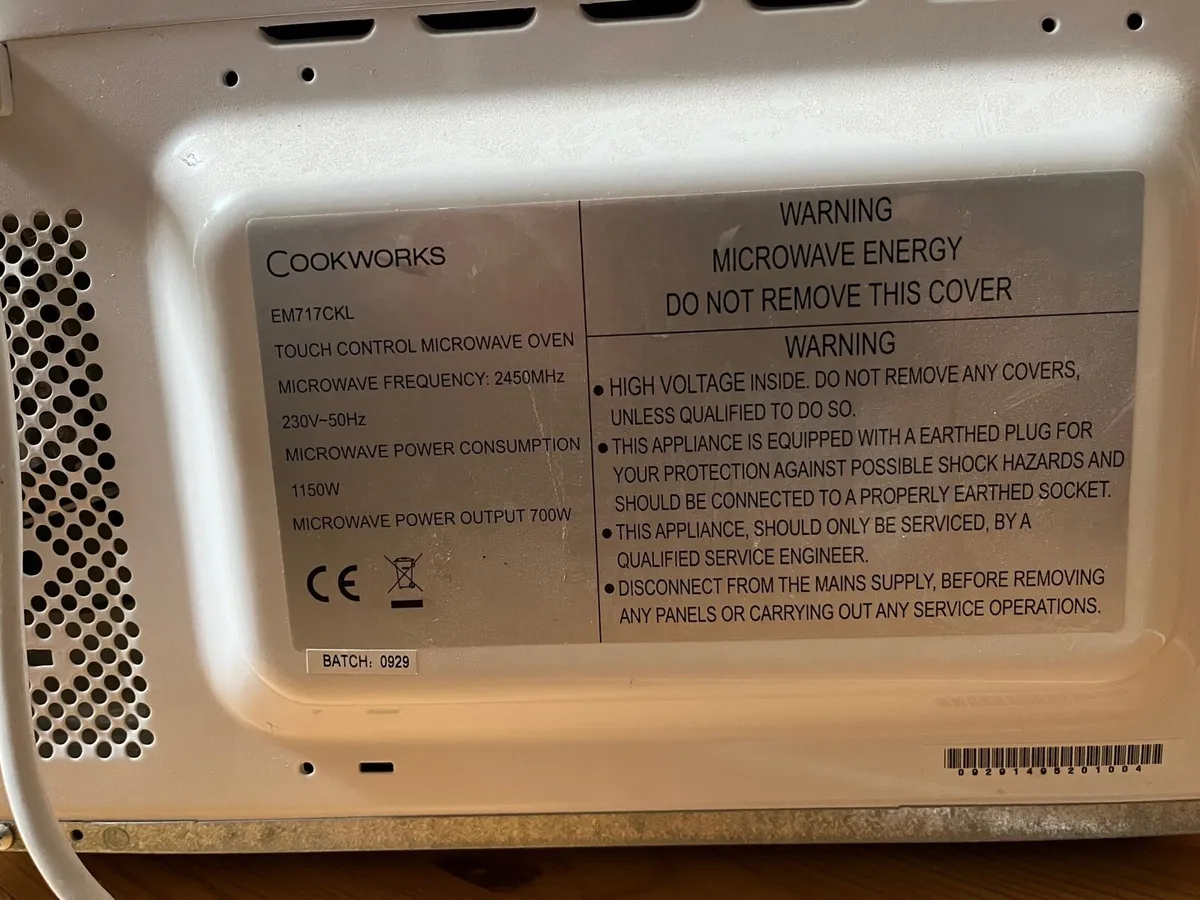 COOKWORKS
EM717CKL
TOUCH CONTROL MICROWAVE OVEN
MICROWAVE FREQUENCY: 2450MHz
230V~50Hz
MICROWAVE POWER CONSUMPTION
1150W
MICROWAVE POWER OUTPUT 700W
CE
BATCH: 0929
WARNING
MICROWAVE ENERGY
DO NOT REMOVE THIS COVER
WARNING
● HIGH VOLTAGE INSIDE. DO NOT REMOVE ANY COVERS,
UNLESS QUALIFIED TO DO SO.
● THIS APPLIANCE IS EQUIPPED WITH A EARTHED PLUG FOR
YOUR PROTECTION AGAINST POSSIBLE SHOCK HAZARDS AND
SHOULD BE CONNECTED TO A PROPERLY EARTHED SOCKET.
● THIS APPLIANCE, SHOULD ONLY BE SERVICED, BY A
QUALIFIED SERVICE ENGINEER.
● DISCONNECT FROM THE MAINS SUPPLY, BEFORE REMOVING
ANY PANELS OR CARRYING OUT ANY SERVICE OPERATIONS.